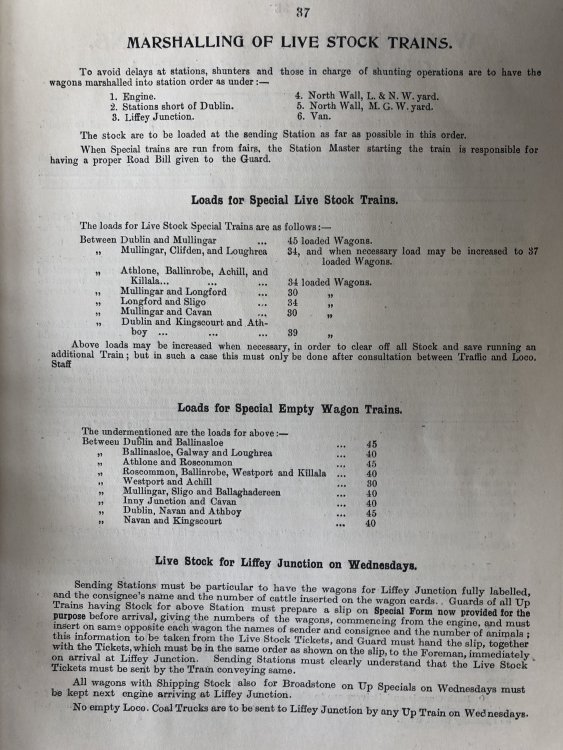 37
MARSHALLING OF LIVE STOCK TRAINS.
To avoid delays at stations, shunters and those in charge of shunting operations are to have the
wagons marshalled into station order as under :—
1. Engine.
2. Stations short of Dublin.
3. Liffey Junction.
4. North Wall, L. & N. W. yard.
5. North Wall, M. G. W. yard.
6. Van.
The stock are to be loaded at the sending Station as far as possible in this order.
When Special trains are run from fairs, the Station Master starting the train is responsible for
having a proper Road Bill given to the Guard.
Loads for Special Live Stock Trains.
The loads for Live Stock Special Trains are as follows :—
Between Dublin and Mullingar ... 45 loaded Wagons.
„ Mullingar, Clifden, and Loughrea 34, and when necessary load may be increased to 37
loaded Wagons.
„ Athlone, Ballinrobe, Achill, and
Killala... ... ... 34 loaded Wagons.
„ Mullingar and Longford ... 30 „
„ Longford and Sligo ... 34 „
„ Mullingar and Cavan ... 30 „
„ Dublin and Kingscourt and Ath-
boy ... ... ... 39 „
Above loads may be increased when necessary, in order to clear off all Stock and save running an
additional Train ; but in such a case this must only be done after consultation between Traffic and Loco.
Staff
Loads for Special Empty Wagon Trains.
The undermentioned are the loads for above :—
Between Dublin and Ballinasloe ... 45
„ Ballinasloe, Galway and Loughrea ... 40
„ Athlone and Roscommon ... 45
„ Roscommon, Ballinrobe, Westport and Killala ... 40
„ Westport and Achill ... 30
„ Mullingar, Sligo and Ballaghadereen ... 40
„ Inny Junction and Cavan ... 40
„ Dublin, Navan and Athboy ... 45
„ Navan and Kingscourt ... 40
Live Stock for Liffey Junction on Wednesdays.
Sending Stations must be particular to have the wagons for Liffey Junction fully labelled,
and the consignee's name and the number of cattle inserted on the wagon cards. Guards of all Up
Trains having Stock for above Station must prepare a slip on Special Form now provided for the
purpose before arrival, giving the numbers of the wagons, commencing from the engine, and must
insert on same opposite each wagon the names of sender and consignee and the number of animals ;
this information to be taken from the Live Stock Tickets, and Guard must hand the slip, together
with the Tickets, which must be in the same order as shown on the slip, to the Foreman, immediately
on arrival at Liffey Junction. Sending Stations must clearly understand that the Live Stock
Tickets must be sent by the Train conveying same.
All wagons with Shipping Stock also for Broadstone on Up Specials on Wednesdays must
be kept next engine arriving at Liffey Junction.
No empty Loco. Coal Trucks are to be sent to Liffey Junction by any Up Train on Wednesdays.